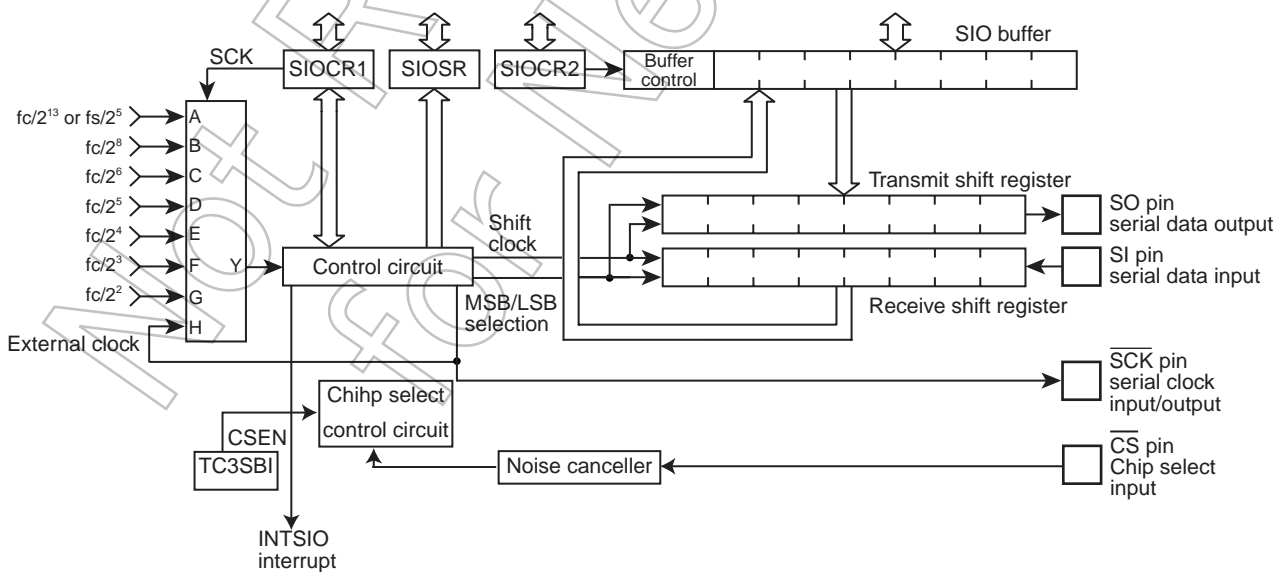 SIO buffer
SCK
SIOCR1
SIOSR
SIOCR2
Buffer
control
fc/2¹³ or fs/2⁵
A
fc/2⁸
B
fc/2⁶
C
fc/2⁵
D
fc/2⁴
E
fc/2³
F
Y
fc/2²
G
H
External clock
Control circuit
Shift
clock
MSB/LSB
selection
Transmit shift register
SO pin
serial data output
SI pin
serial data input
Receive shift register
SCK pin
serial clock
input/output
Chihp select
control circuit
CSEN
TC3SBI
Noise canceller
CS pin
Chip select
input
INTSIO
interrupt
Not R
for Ne